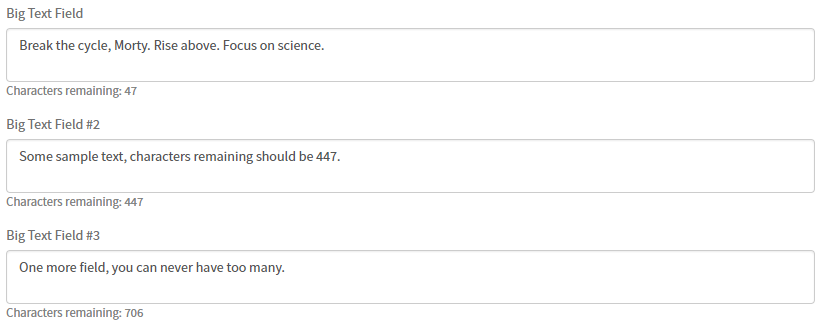 Big Text Field
Break the cycle, Morty. Rise above. Focus on science.
Characters remaining: 47
Big Text Field #2
Some sample text, characters remaining should be 447.
Characters remaining: 447
Big Text Field #3
One more field, you can never have too many.
Characters remaining: 706